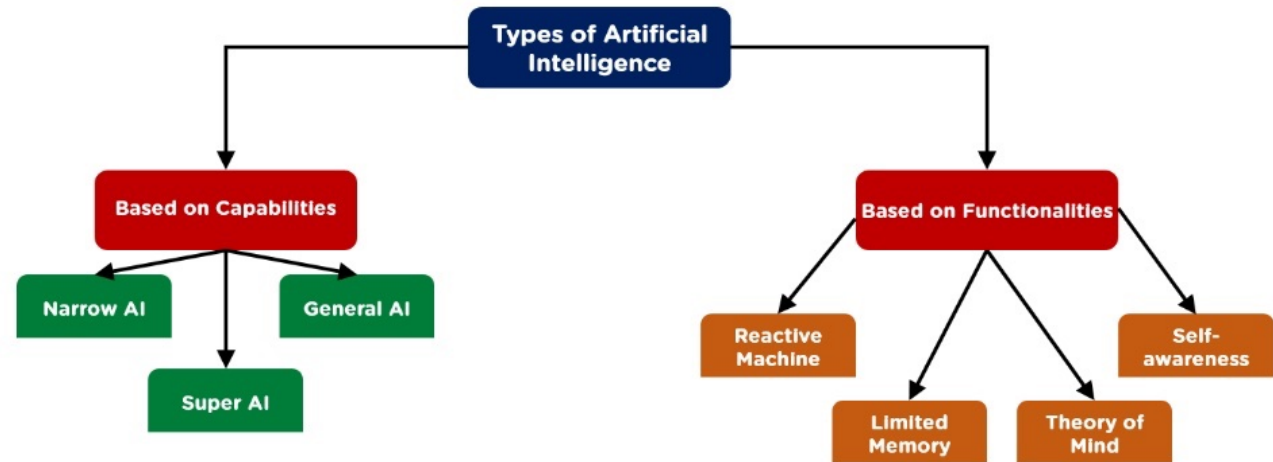 Types of Artificial
Intelligence
Based on Capabilities
Based on Functionalities
Narrow AI
General AI
Super AI
Reactive
Machine
Self-
awareness
Limited
Memory
Theory of
Mind